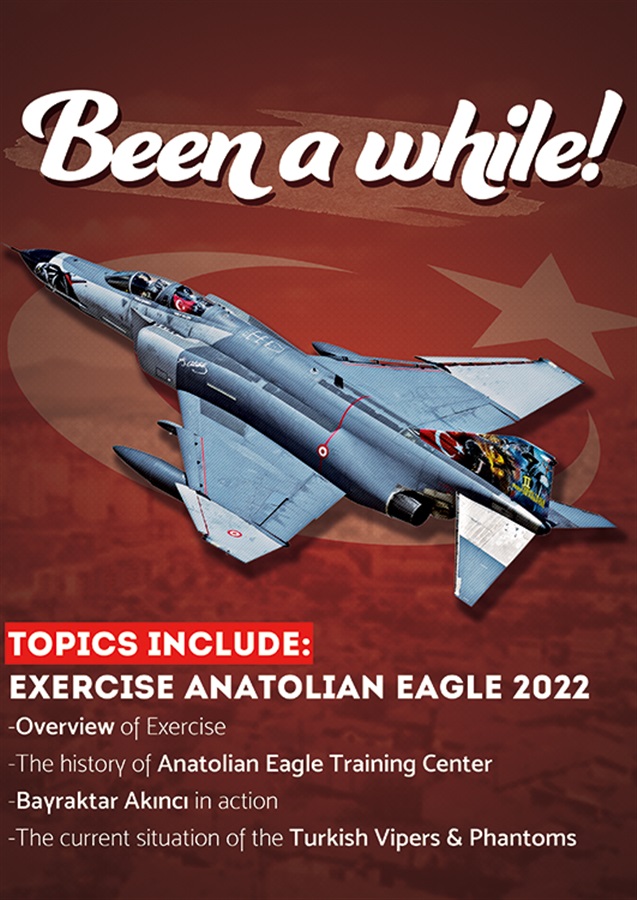 Been a while!
TOPICS INCLUDE:
EXERCISE ANATOLIAN EAGLE 2022
-Overview of Exercise
-The history of Anatolian Eagle Training Center
-Bayraktar Akıncı in action
-The current situation of the Turkish Vipers & Phantoms